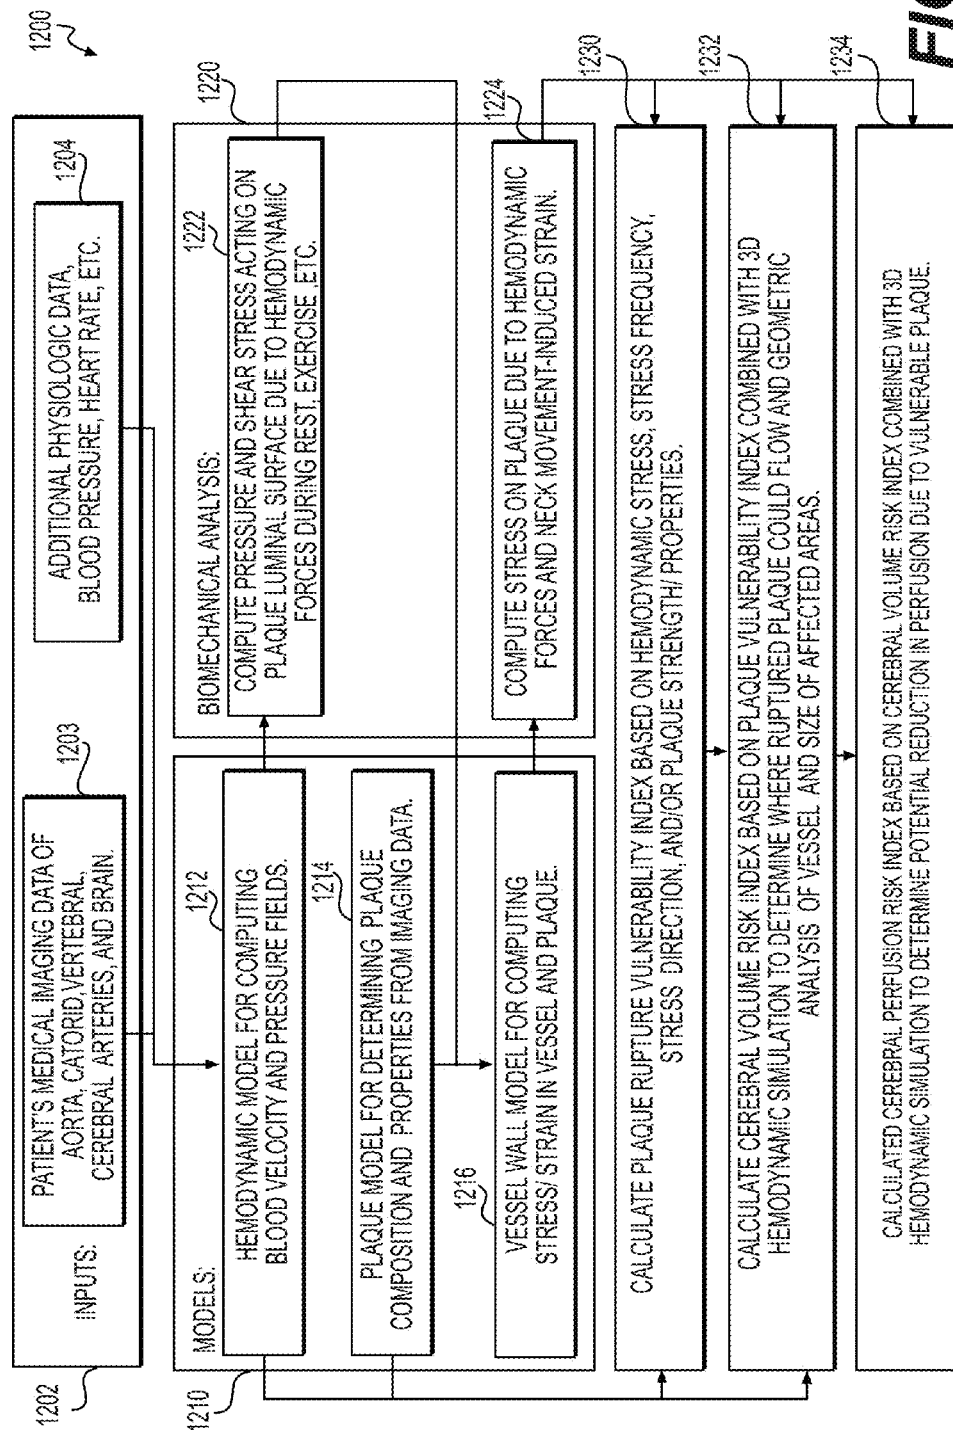 1200
1202
INPUTS:
PATIENT'S MEDICAL IMAGING DATA OF
AORTA, CATORID, VERTEBRAL,
CEREBRAL ARTERIES, AND BRAIN.
1203
ADDITIONAL PHYSIOLOGIC DATA,
BLOOD PRESSURE, HEART RATE, ETC.
1204
1210
MODELS:
HEMODYNAMIC MODEL FOR COMPUTING
BLOOD VELOCITY AND PRESSURE FIELDS.
1212
PLAQUE MODEL FOR DETERMINING PLAQUE
COMPOSITION AND PROPERTIES FROM IMAGING DATA.
1214
VESSEL WALL MODEL FOR COMPUTING
STRESS/ STRAIN IN VESSEL AND PLAQUE.
1216
1220
BIOMECHANICAL ANALYSIS:
1222
COMPUTE PRESSURE AND SHEAR STRESS ACTING ON
PLAQUE LUMINAL SURFACE DUE TO HEMODYNAMIC
FORCES DURING REST, EXERCISE ,ETC.
1224
COMPUTE STRESS ON PLAQUE DUE TO HEMODYNAMIC
FORCES AND NECK MOVEMENT-INDUCED STRAIN.
1230
CALCULATE PLAQUE RUPTURE VULNERABILITY INDEX BASED ON HEMODYNAMIC STRESS, STRESS FREQUENCY,
STRESS DIRECTION, AND/OR PLAQUE STRENGTH/ PROPERTIES.
1232
CALCULATE CEREBRAL VOLUME RISK INDEX BASED ON PLAQUE VULNERABILITY INDEX COMBINED WITH 3D
HEMODYNAMIC SIMULATION TO DETERMINE WHERE RUPTURED PLAQUE COULD FLOW AND GEOMETRIC
ANALYSIS OF VESSEL AND SIZE OF AFFECTED AREAS.
1234
CALCULATED CEREBRAL PERFUSION RISK INDEX BASED ON CEREBRAL VOLUME RISK INDEX COMBINED WITH 3D
HEMODYNAMIC SIMULATION TO DETERMINE POTENTIAL REDUCTION IN PERFUSION DUE TO VULNERABLE PLAQUE.